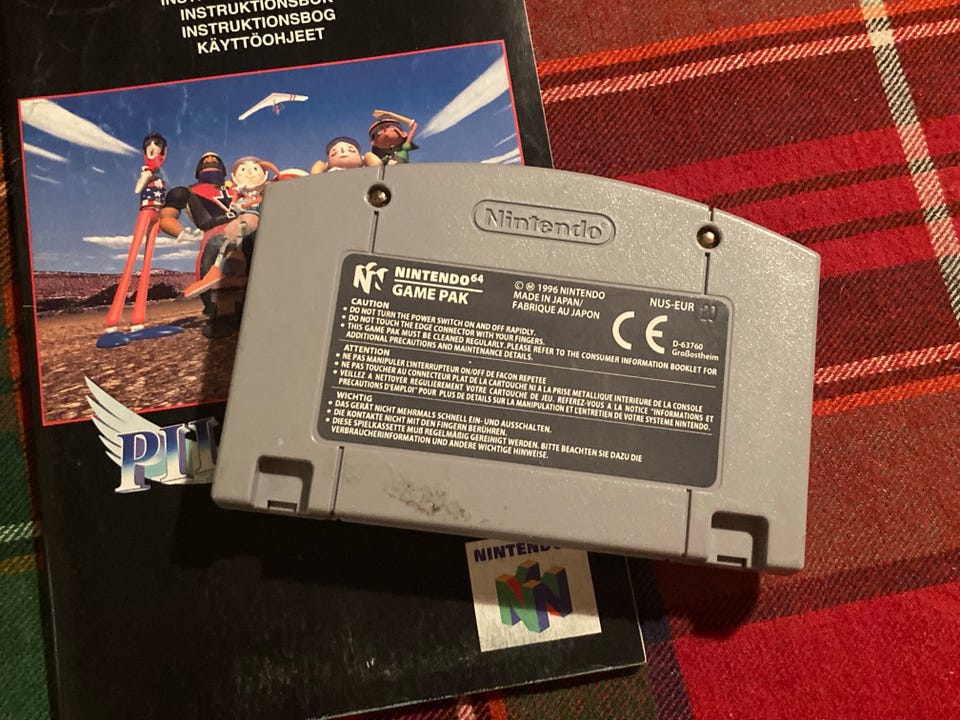 INSTRUKTIONSBOK
INSTRUKTIONSBOG
KÄYTTÖOHJEET
PIL
NINTENDO
Nintendo
NINTENDO 64
GAME PAK
© Ⓜ 1996 NINTENDO
MADE IN JAPAN/
FABRIQUE AU JAPON
NUS-EUR
CE
D-63760
Großostheim
CAUTION
• DO NOT TURN THE POWER SWITCH ON AND OFF RAPIDLY.
• DO NOT TOUCH THE EDGE CONNECTOR WITH YOUR FINGERS.
• THIS GAME PAK MUST BE CLEANED REGULARLY. PLEASE REFER TO THE CONSUMER INFORMATION BOOKLET FOR
ADDITIONAL PRECAUTIONS AND MAINTENANCE DETAILS.
ATTENTION
• NE PAS MANIPULER L'INTERRUPTEUR ON/OFF DE FACON REPETEE
• NE PAS TOUCHER AU CONNECTEUR PLAT DE LA CARTOUCHE NI A LA PRISE METALLIQUE INTERIEURE DE LA CONSOLE
• VEILLEZ A NETTOYER REGULIEREMENT VOTRE CARTOUCHE DE JEU. REFEREZ-VOUS A LA NOTICE "INFORMATIONS ET
PRECAUTIONS D'EMPLOI" POUR PLUS DE DETAILS SUR LA MANIPULATION ET L'ENTRETIEN DE VOTRE SYSTEME NINTENDO.
WICHTIG
• DAS GERÄT NICHT MEHRMALS SCHNELL EIN- UND AUSSCHALTEN.
• DIE KONTAKTE NICHT MIT DEN FINGERN BERÜHREN.
• DIESE SPIELKASSETTE MUß REGELMÄßIG GEREINIGT WERDEN. BITTE BEACHTEN SIE DAZU DIE
VERBRAUCHERINFORMATION UND ANDERE WICHTIGE HINWEISE.